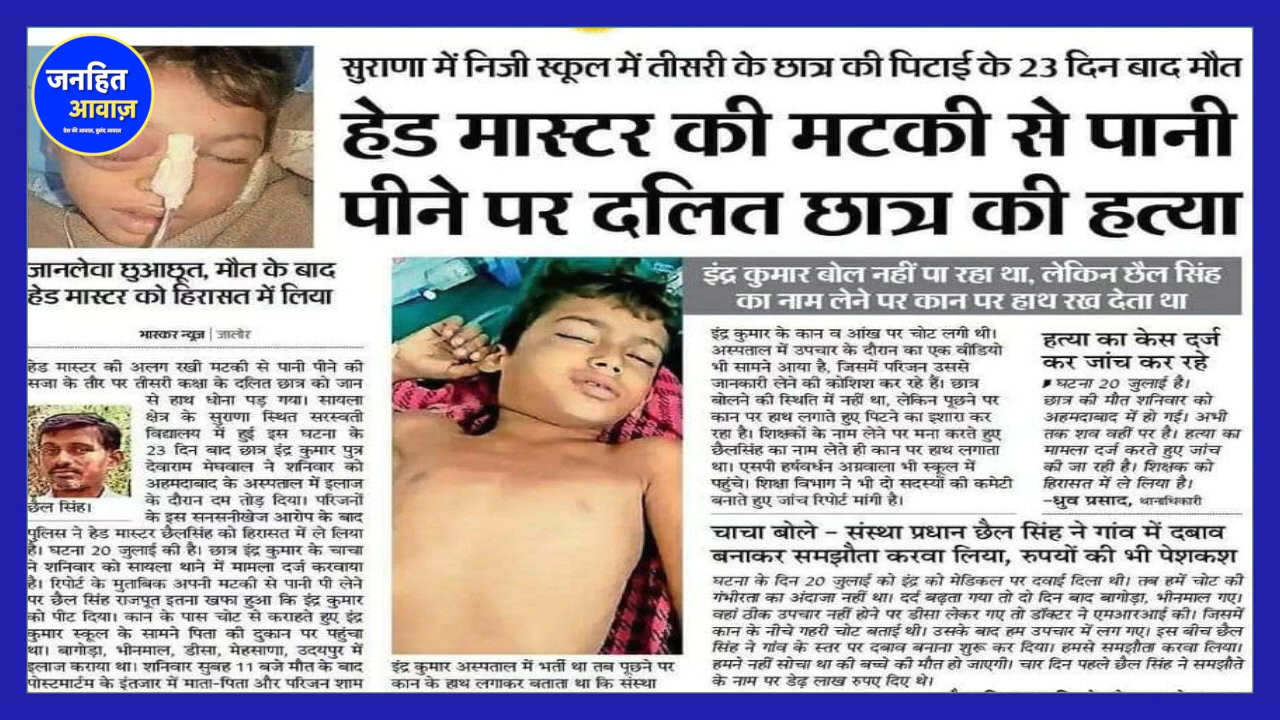 जनहित
आवाज़
देश की आवाज़, बुलंद आवाज़
सुराणा में निजी स्कूल में तीसरी के छात्र की पिटाई के 23 दिन बाद मौत
हेड मास्टर की मटकी से पानी
पीने पर दलित छात्र की हत्या
जानलेवा छुआछूत, मौत के बाद
हेड मास्टर को हिरासत में लिया
भास्कर न्यूज | जालोर
हेड मास्टर की अलग रखी मटकी से पानी पीने की
सजा के तौर पर तीसरी कक्षा के दलित छात्र को जान
से हाथ धोना पड़ गया। सायला
क्षेत्र के सुराणा स्थित सरस्वती
विद्यालय में हुई इस घटना के
23 दिन बाद छात्र इंद्र कुमार पुत्र
देवाराम मेघवाल ने शनिवार को
अहमदाबाद के अस्पताल में इलाज
के दौरान दम तोड़ दिया। परिजनों
के इस सनसनीखेज आरोप के बाद
छैल सिंह।
पुलिस ने हेड मास्टर छैलसिंह को हिरासत में ले लिया
है। घटना 20 जुलाई की है। छात्र इंद्र कुमार के चाचा
ने शनिवार को सायला थाने में मामला दर्ज करवाया
है। रिपोर्ट के मुताबिक अपनी मटकी से पानी पी लेने
पर छैल सिंह राजपूत इतना खफा हुआ कि इंद्र कुमार
को पीट दिया। कान के पास चोट से कराहते हुए इंद्र
कुमार स्कूल के सामने पिता की दुकान पर पहुंचा
था। बागोड़ा, भीनमाल, डीसा, मेहसाणा, उदयपुर में
इलाज कराया था। शनिवार सुबह 11 बजे मौत के बाद
पोस्टमार्टम के इंतजार में माता-पिता और परिजन शाम
इंद्र कुमार अस्पताल में भर्ती था तब पूछने पर
कान के हाथ लगाकर बताता था कि संस्था
इंद्र कुमार बोल नहीं पा रहा था, लेकिन छैल सिंह
का नाम लेने पर कान पर हाथ रख देता था
इंद्र कुमार के कान व आंख पर चोट लगी थी।
अस्पताल में उपचार के दौरान का एक वीडियो
भी सामने आया है, जिसमें परिजन उससे
जानकारी लेने की कोशिश कर रहे हैं। छात्र
बोलने की स्थिति में नहीं था, लेकिन पूछने पर
कान पर हाथ लगाते हुए पिटने का इशारा कर
रहा है। शिक्षकों के नाम लेने पर मना करते हुए
छैलसिंह का नाम लेते ही कान पर हाथ लगाता
था। एसपी हर्षवर्धन अग्रवाला भी स्कूल में
पहुंचे। शिक्षा विभाग ने भी दो सदस्यों की कमेटी
बनाते हुए जांच रिपोर्ट मांगी है।
हत्या का केस दर्ज
कर जांच कर रहे
घटना 20 जुलाई है।
छात्र की मौत शनिवार को
अहमदाबाद में हो गई। अभी
तक शव वहीं पर है। हत्या का
मामला दर्ज करते हुए जांच
की जा रही है। शिक्षक को
हिरासत में ले लिया है।
-ध्रुव प्रसाद, थानाधिकारी
चाचा बोले - संस्था प्रधान छैल सिंह ने गांव में दबाव
बनाकर समझौता करवा लिया, रुपयों की भी पेशकश
घटना के दिन 20 जुलाई को इंद्र को मेडिकल पर दवाई दिला थी। तब हमें चोट की
गंभीरता का अंदाजा नहीं था। दर्द बढ़ता गया तो दो दिन बाद बागोड़ा, भीनमाल गए।
वहां ठीक उपचार नहीं होने पर डीसा लेकर गए तो डॉक्टर ने एमआरआई की। जिसमें
कान के नीचे गहरी चोट बताई थी। उसके बाद हम उपचार में लग गए। इस बीच छैल
सिंह ने गांव के स्तर पर दबाव बनाना शुरू कर दिया। हमसे समझौता करवा लिया।
हमने नहीं सोचा था की बच्चे की मौत हो जाएगी। चार दिन पहले छैल सिंह ने समझौते
के नाम पर डेढ़ लाख रुपए दिए थे।